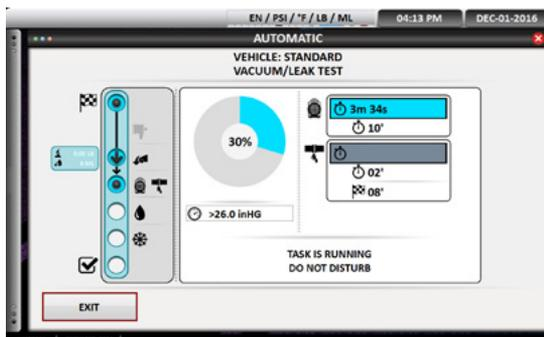 EN / PSI / °F / LB / ML 04:13 PM DEC-01-2016
AUTOMATIC
VEHICLE: STANDARD
VACUUM/LEAK TEST
3m 34s
10'
30%
02'
08'
>26.0 inHG
TASK IS RUNNING
DO NOT DISTURB
EXIT